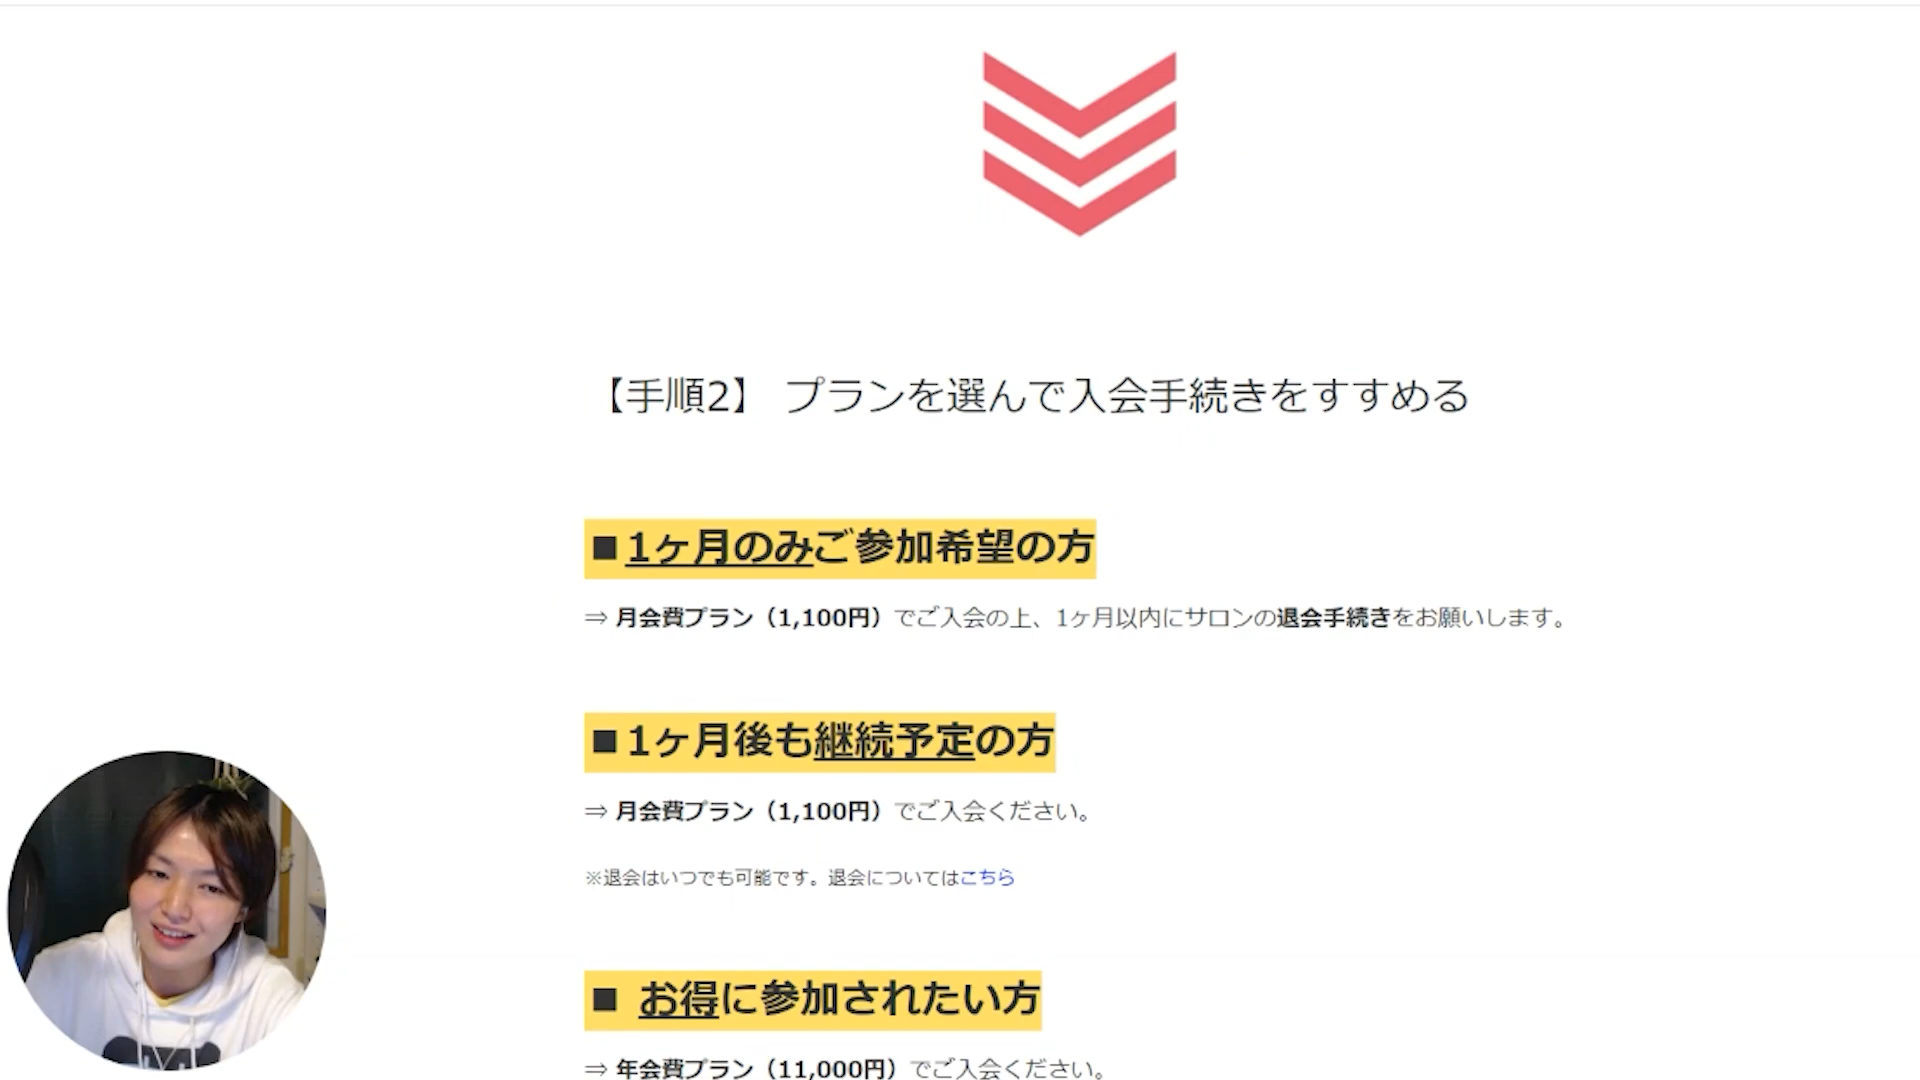 【手順2】 プランを選んで入会手続きをすすめる
■1ヶ月のみご参加希望の方
⇒ 月会費プラン（1,100円）でご入会の上、1ヶ月以内にサロンの退会手続きをお願いします。
■1ヶ月後も継続予定の方
⇒ 月会費プラン（1,100円）でご入会ください。
※退会はいつでも可能です。退会についてはこちら
■ お得に参加されたい方
⇒ 年会費プラン（11,000円）でご入会ください。